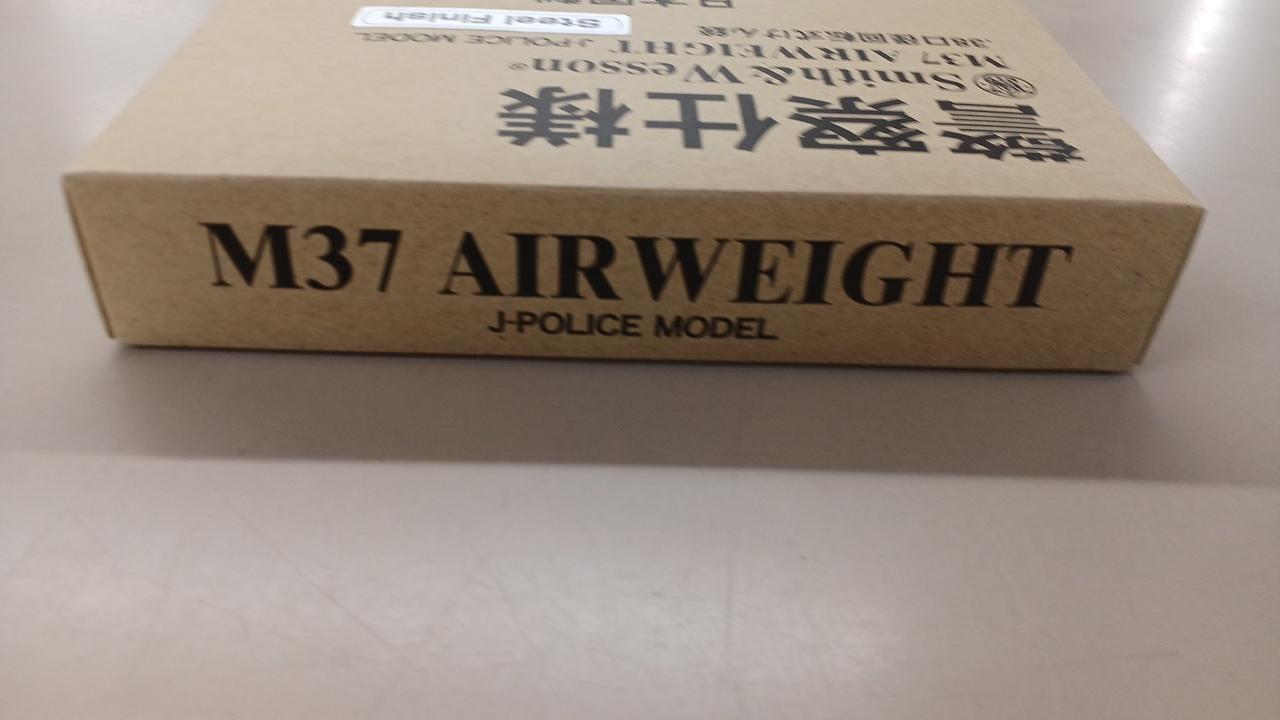 警察仕様
Smith & Wesson®
M37 AIRWEIGHT J-POLICE MODEL
.38口径回転式けん銃
Steel Finish
M37 AIRWEIGHT
J-POLICE MODEL